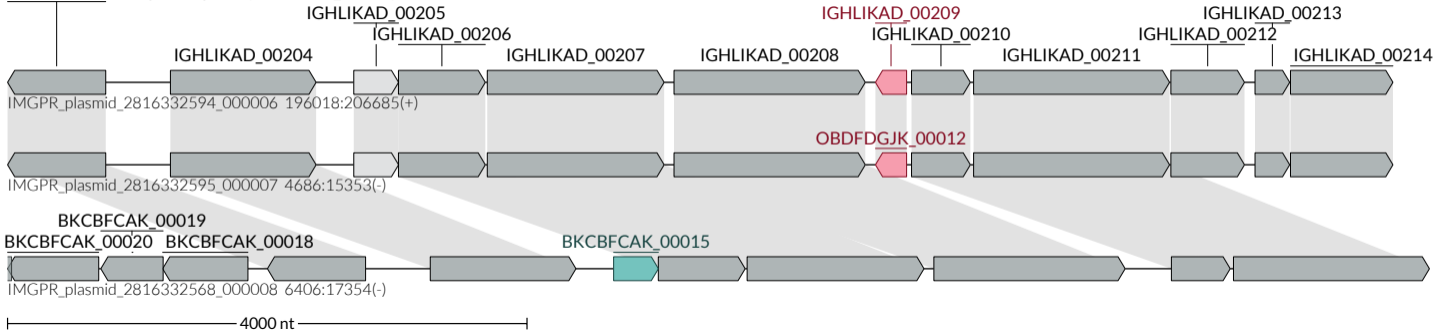 IGHLIKAD_00205 IGHLIKAD_00209 IGHLIKAD_00213
IGHLIKAD_00206 IGHLIKAD_00210 IGHLIKAD_00212
IGHLIKAD_00204 IGHLIKAD_00207 IGHLIKAD_00208 IGHLIKAD_00211 IGHLIKAD_00214
IMGPR_plasmid_2816332594_000006 196018:206685(+)
OBDFDGJK_00012
IMGPR_plasmid_2816332595_000007 4686:15353(-)
BKCBFCAK_00019
BKCBFCAK_00020 BKCBFCAK_00018 BKCBFCAK_00015
IMGPR_plasmid_2816332568_000008 6406:17354(-)
4000 nt